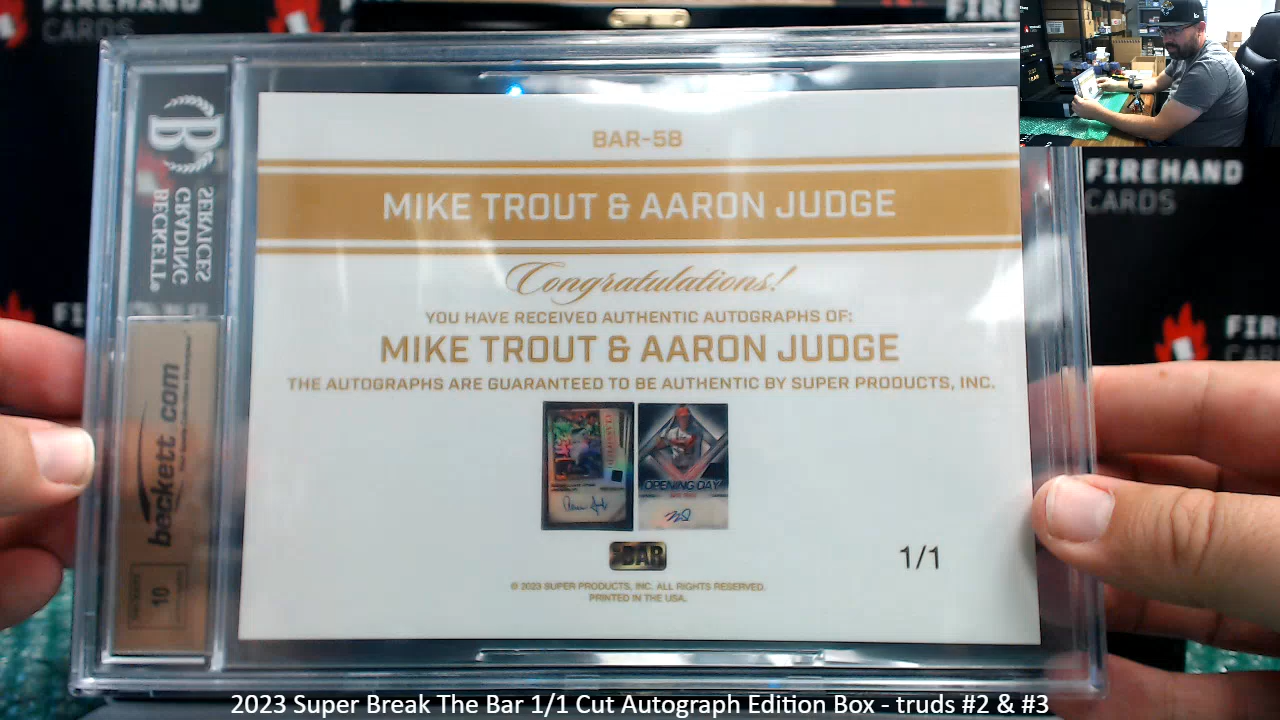 FIREHAND
CARDS
FIREHAND
CARDS
FIREHAND
CARDS
BECKETT
GRADING
SERVICES
beckett.com
10
BAR-58
MIKE TROUT & AARON JUDGE
Congratulations!
YOU HAVE RECEIVED AUTHENTIC AUTOGRAPHS OF:
MIKE TROUT & AARON JUDGE
THE AUTOGRAPHS ARE GUARANTEED TO BE AUTHENTIC BY SUPER PRODUCTS, INC.
OPENING DAY
BAR
1/1
© 2023 SUPER PRODUCTS, INC. ALL RIGHTS RESERVED.
PRINTED IN THE USA.
2023 Super Break The Bar 1/1 Cut Autograph Edition Box - truds #2 & #3